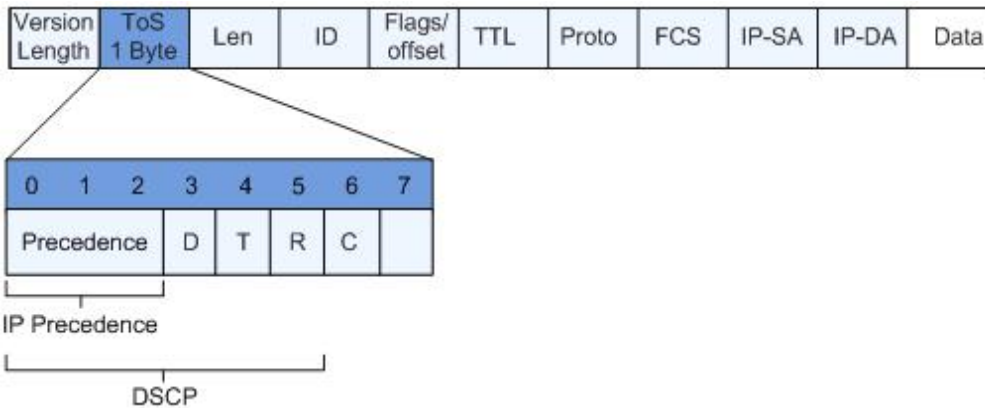 Version Length
ToS 1 Byte
Len
ID
Flags/ offset
TTL
Proto
FCS
IP-SA
IP-DA
Data
0 1 2 3 4 5 6 7
Precedence D T R C
IP Precedence
DSCP